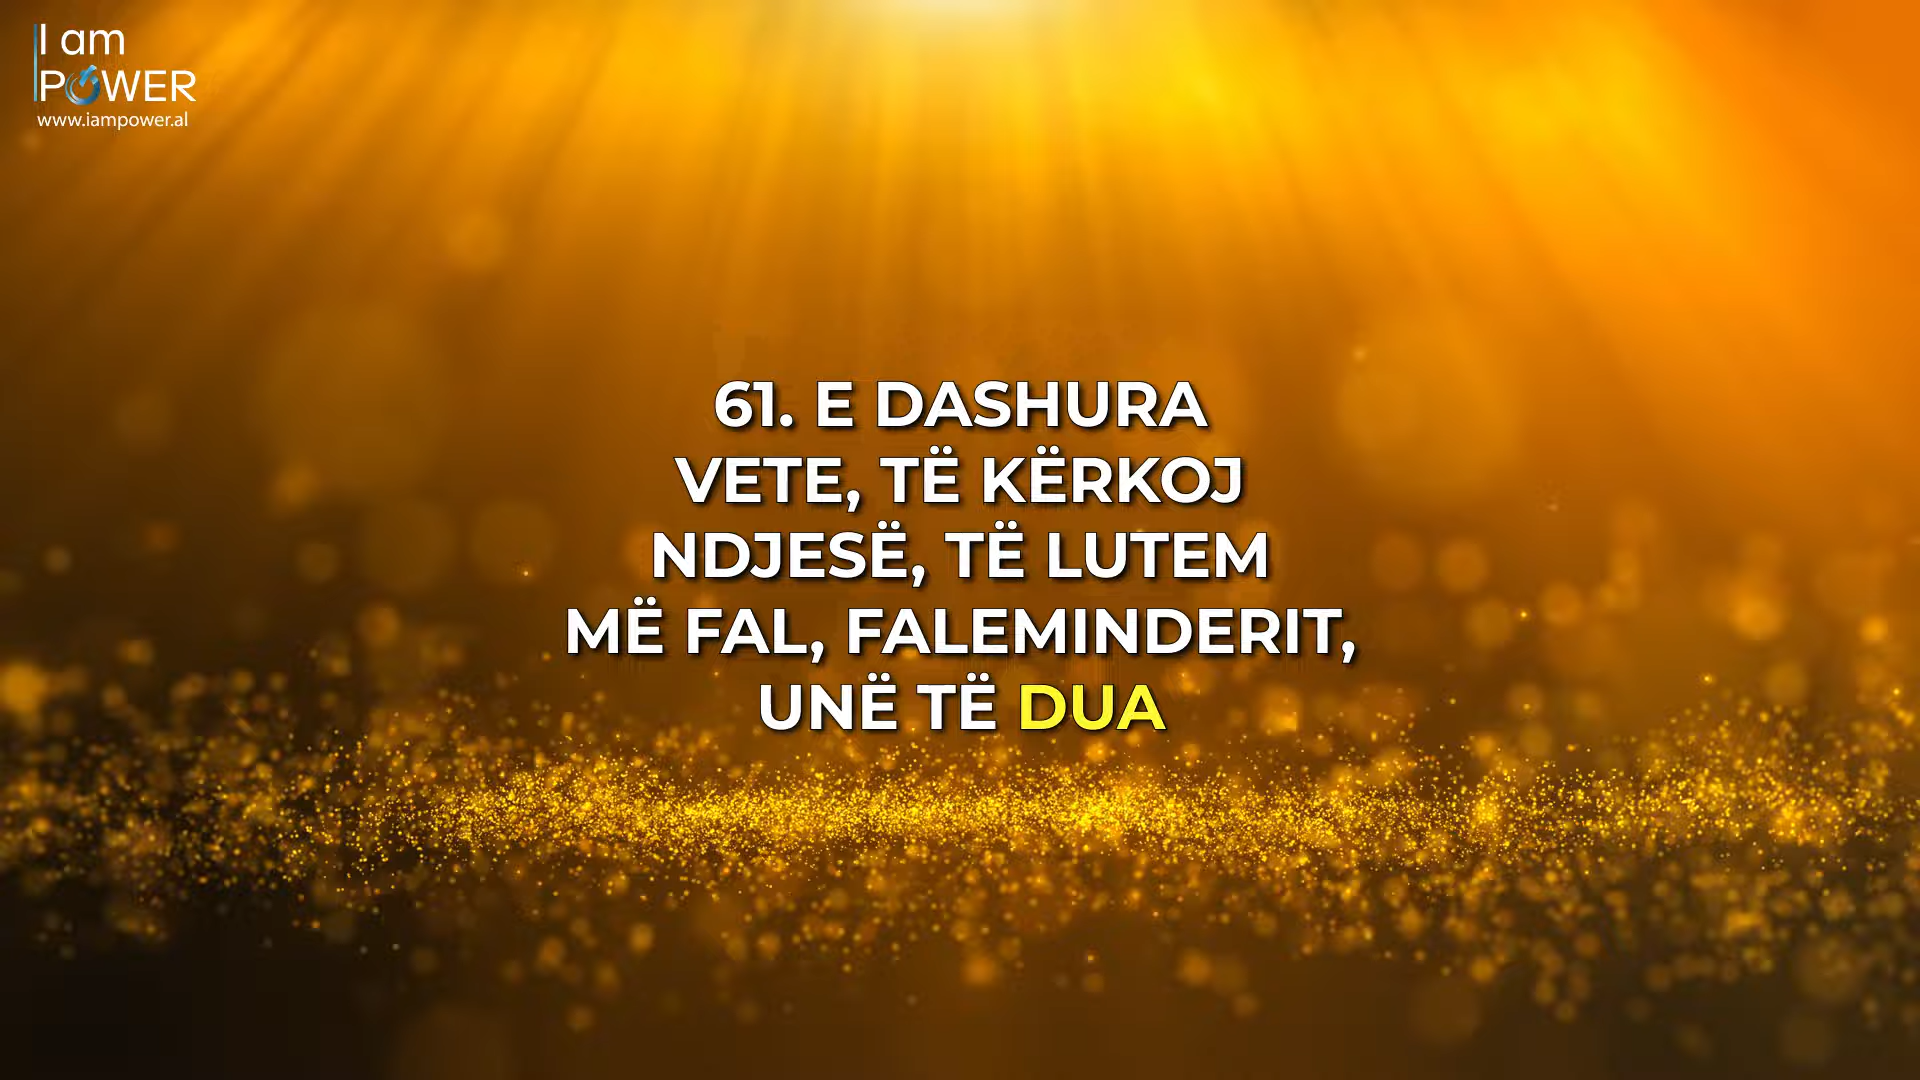 I am
POWER
www.iampower.al
61. E DASHURA
VETE, TË KËRKOJ
NDJESË, TË LUTEM
MË FAL, FALEMINDERIT,
UNË TË DUA